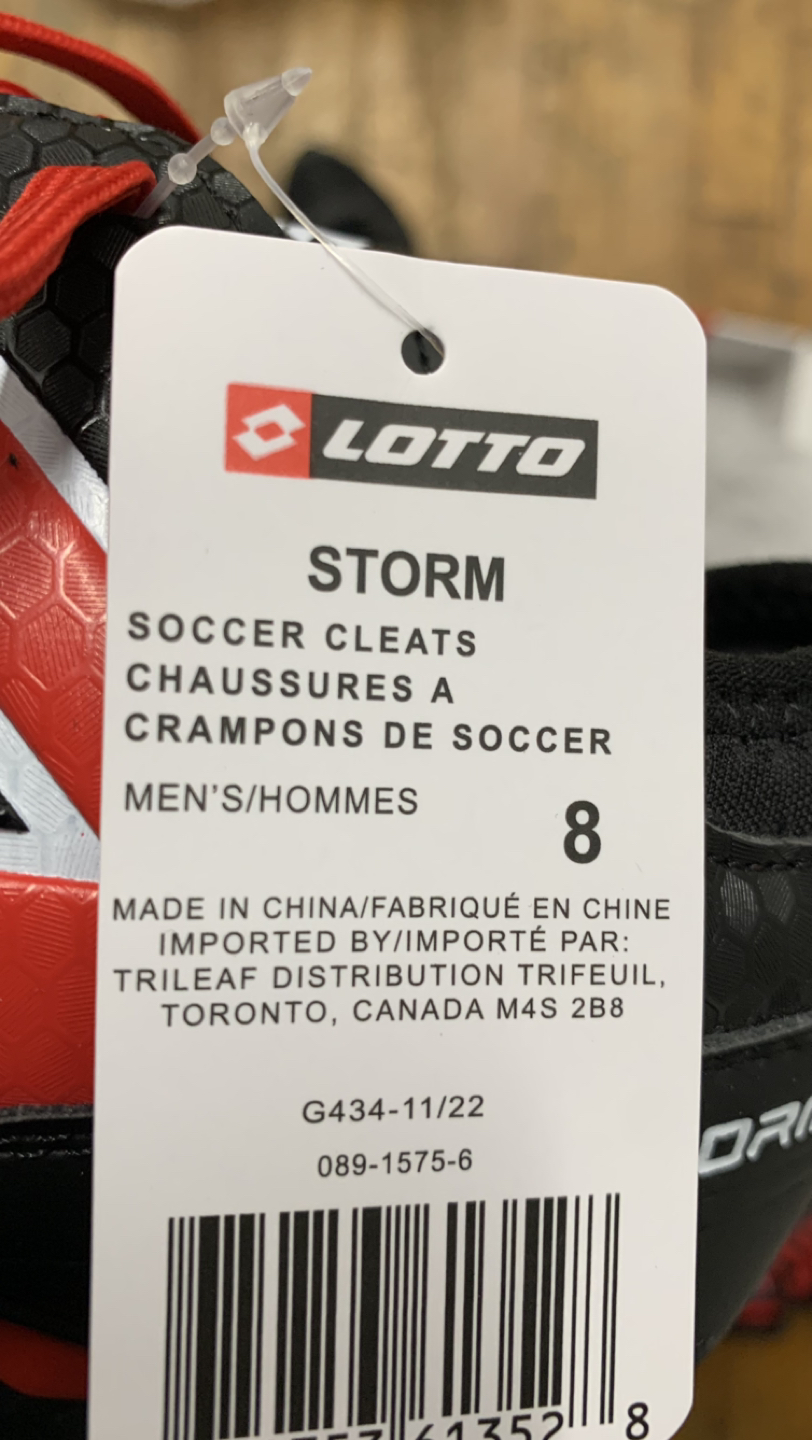 LOTTO
STORM
SOCCER CLEATS
CHAUSSURES A
CRAMPONS DE SOCCER
MEN'S/HOMMES
8
MADE IN CHINA/FABRIQUÉ EN CHINE
IMPORTED BY/IMPORTÉ PAR:
TRILEAF DISTRIBUTION TRIFEUIL,
TORONTO, CANADA M4S 2B8
G434-11/22
089-1575-6
61352 8